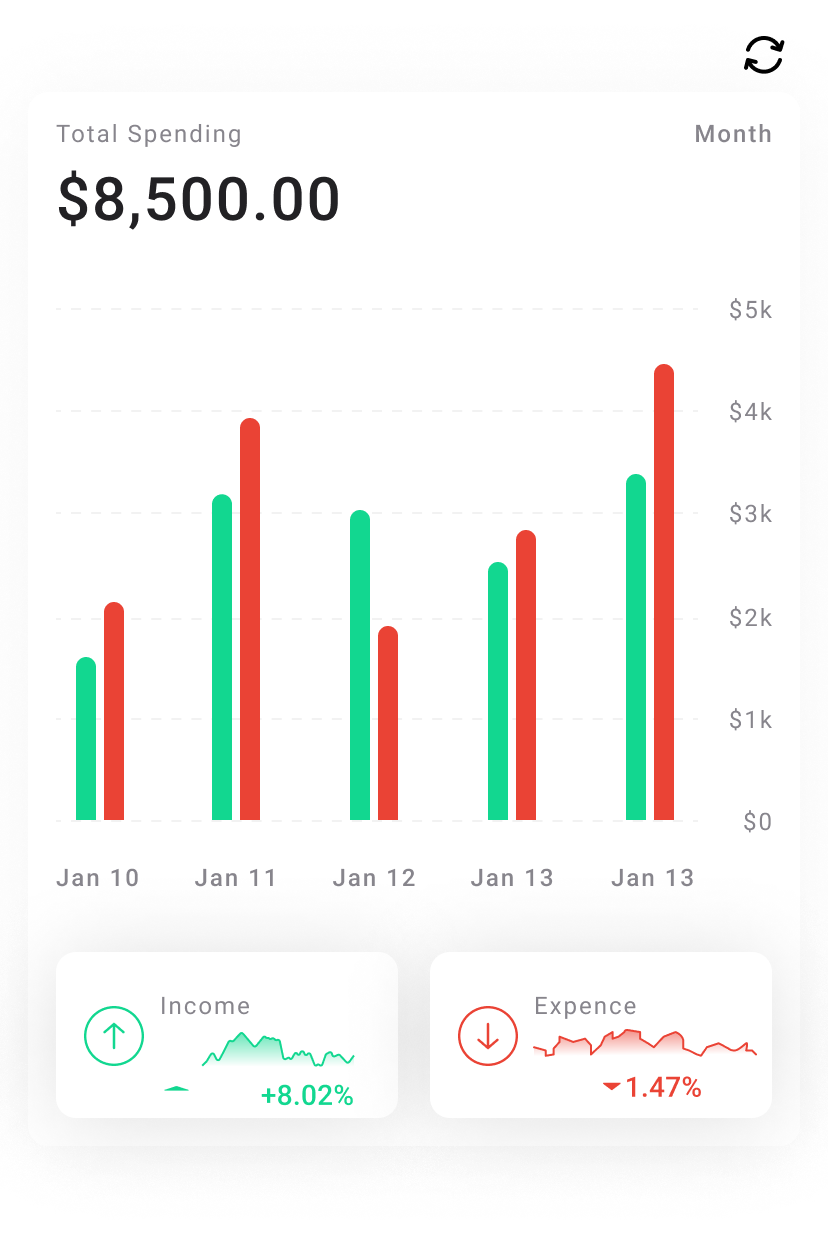 Total Spending
Month
$8,500.00
$5k
$4k
$3k
$2k
$1k
$0
Jan 10 Jan 11 Jan 12 Jan 13 Jan 13
Income
+8.02%
Expence
1.47%